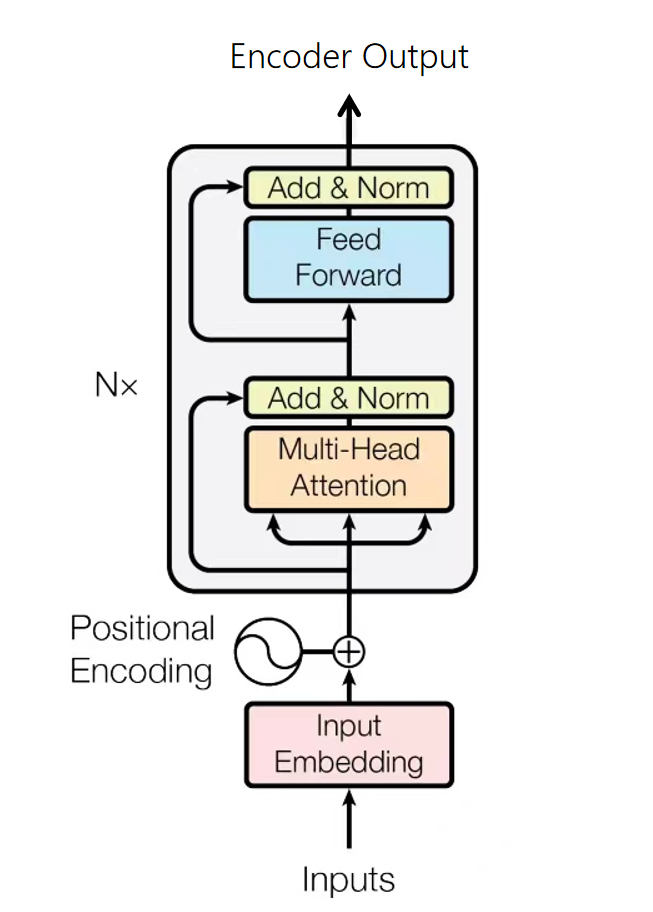 Encoder Output
Add & Norm
Feed
Forward
Nx
Add & Norm
Multi-Head
Attention
Positional
Encoding
Input
Embedding
Inputs